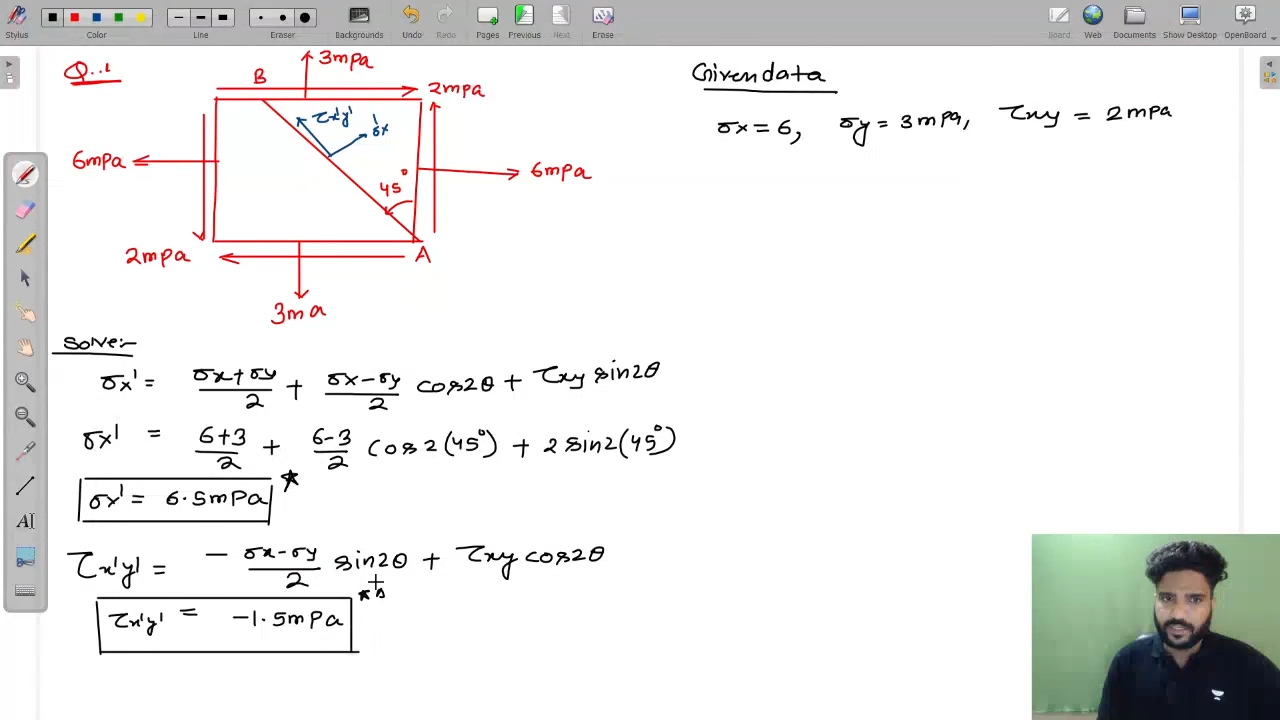 Stylus
Color
Line
Eraser
Backgrounds
Undo
Redo
Pages
Previous
Next
Erase
Board
Web
Documents
Show Desktop
OpenBoard
Q..1
B
3mpa
2mpa
τx'y'
σx'
6mpa
45°
6mpa
2mpa
A
3m a
Given data
σx = 6, σy = 3mpa, τxy = 2mpa
Solve:-
σx' = σx+σy/2 + σx-σy/2 cos2θ + τxy sin2θ
σx' = 6+3/2 + 6-3/2 cos2(45°) + 2 sin2(45°)
σx' = 6.5mPa
τx'y' = - σx-σy/2 sin2θ + τxy cos2θ
τx'y' = -1.5mPa